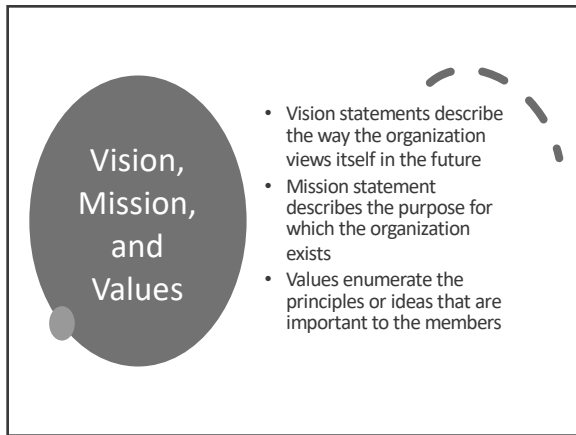 Vision,
Mission,
and
Values
• Vision statements describe
the way the organization
views itself in the future
• Mission statement
describes the purpose for
which the organization
exists
• Values enumerate the
principles or ideas that are
important to the members